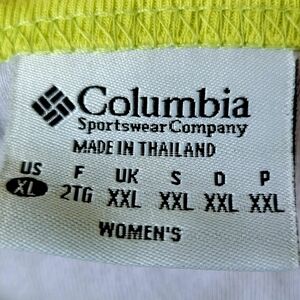 Columbia
Sportswear Company
MADE IN THAILAND
US F UK S D P
XL 2TG XXL XXL XXL XXL
WOMEN'S